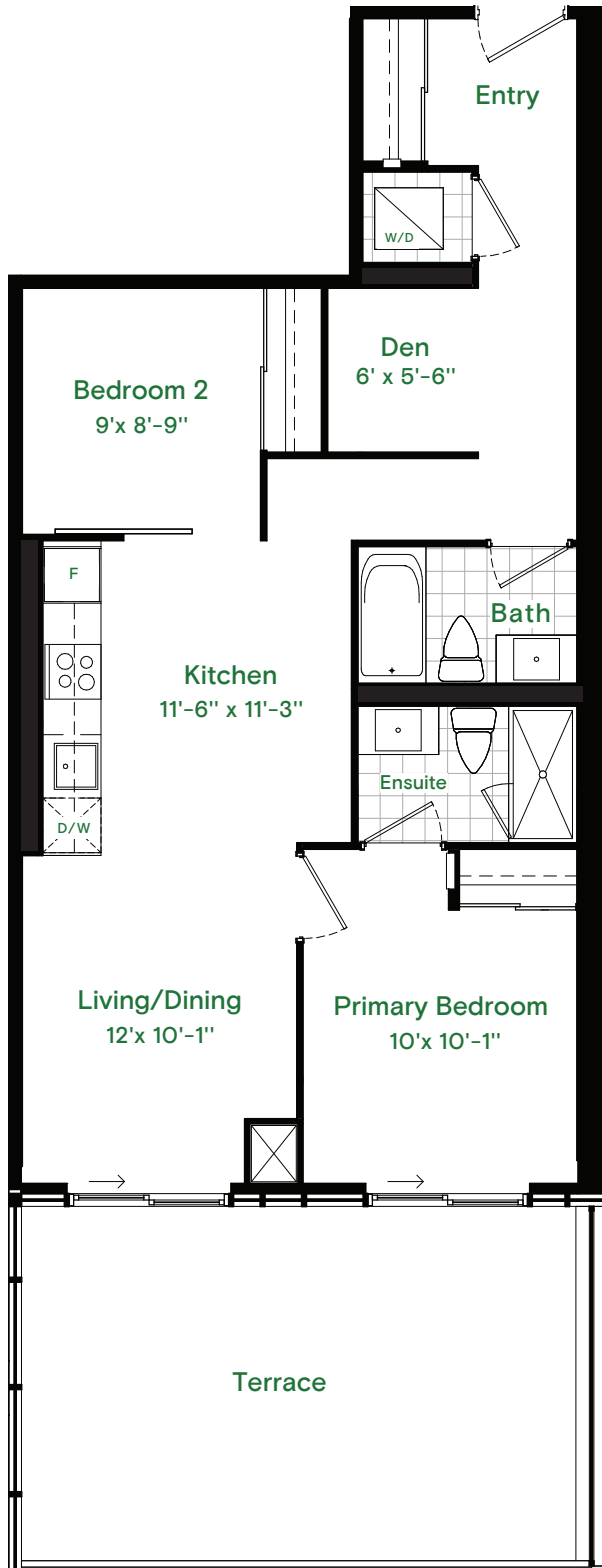 Entry
W/D
Den
6' x 5'-6"
Bedroom 2
9'x 8'-9"
F
Bath
Kitchen
11'-6" x 11'-3"
Ensuite
D/W
Living/Dining
12'x 10'-1"
Primary Bedroom
10'x 10'-1"
Terrace